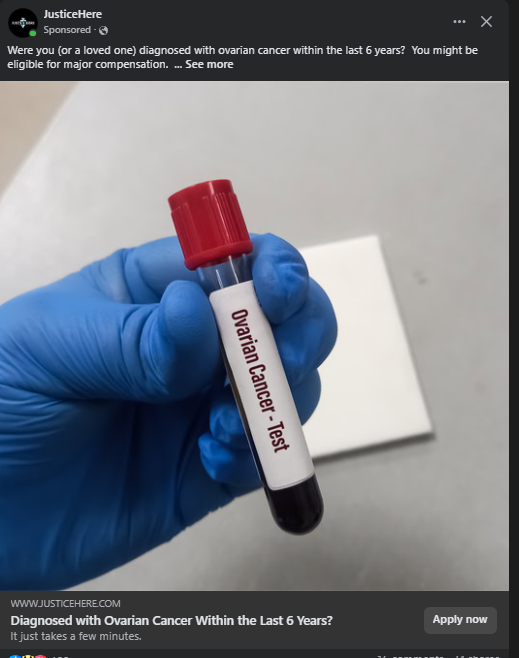 JusticeHere
Sponsored ·
Were you (or a loved one) diagnosed with ovarian cancer within the last 6 years? You might be
eligible for major compensation. ... See more
Ovarian Cancer - Test
WWW.JUSTICEHERE.COM
Diagnosed with Ovarian Cancer Within the Last 6 Years?
Apply now
It just takes a few minutes.